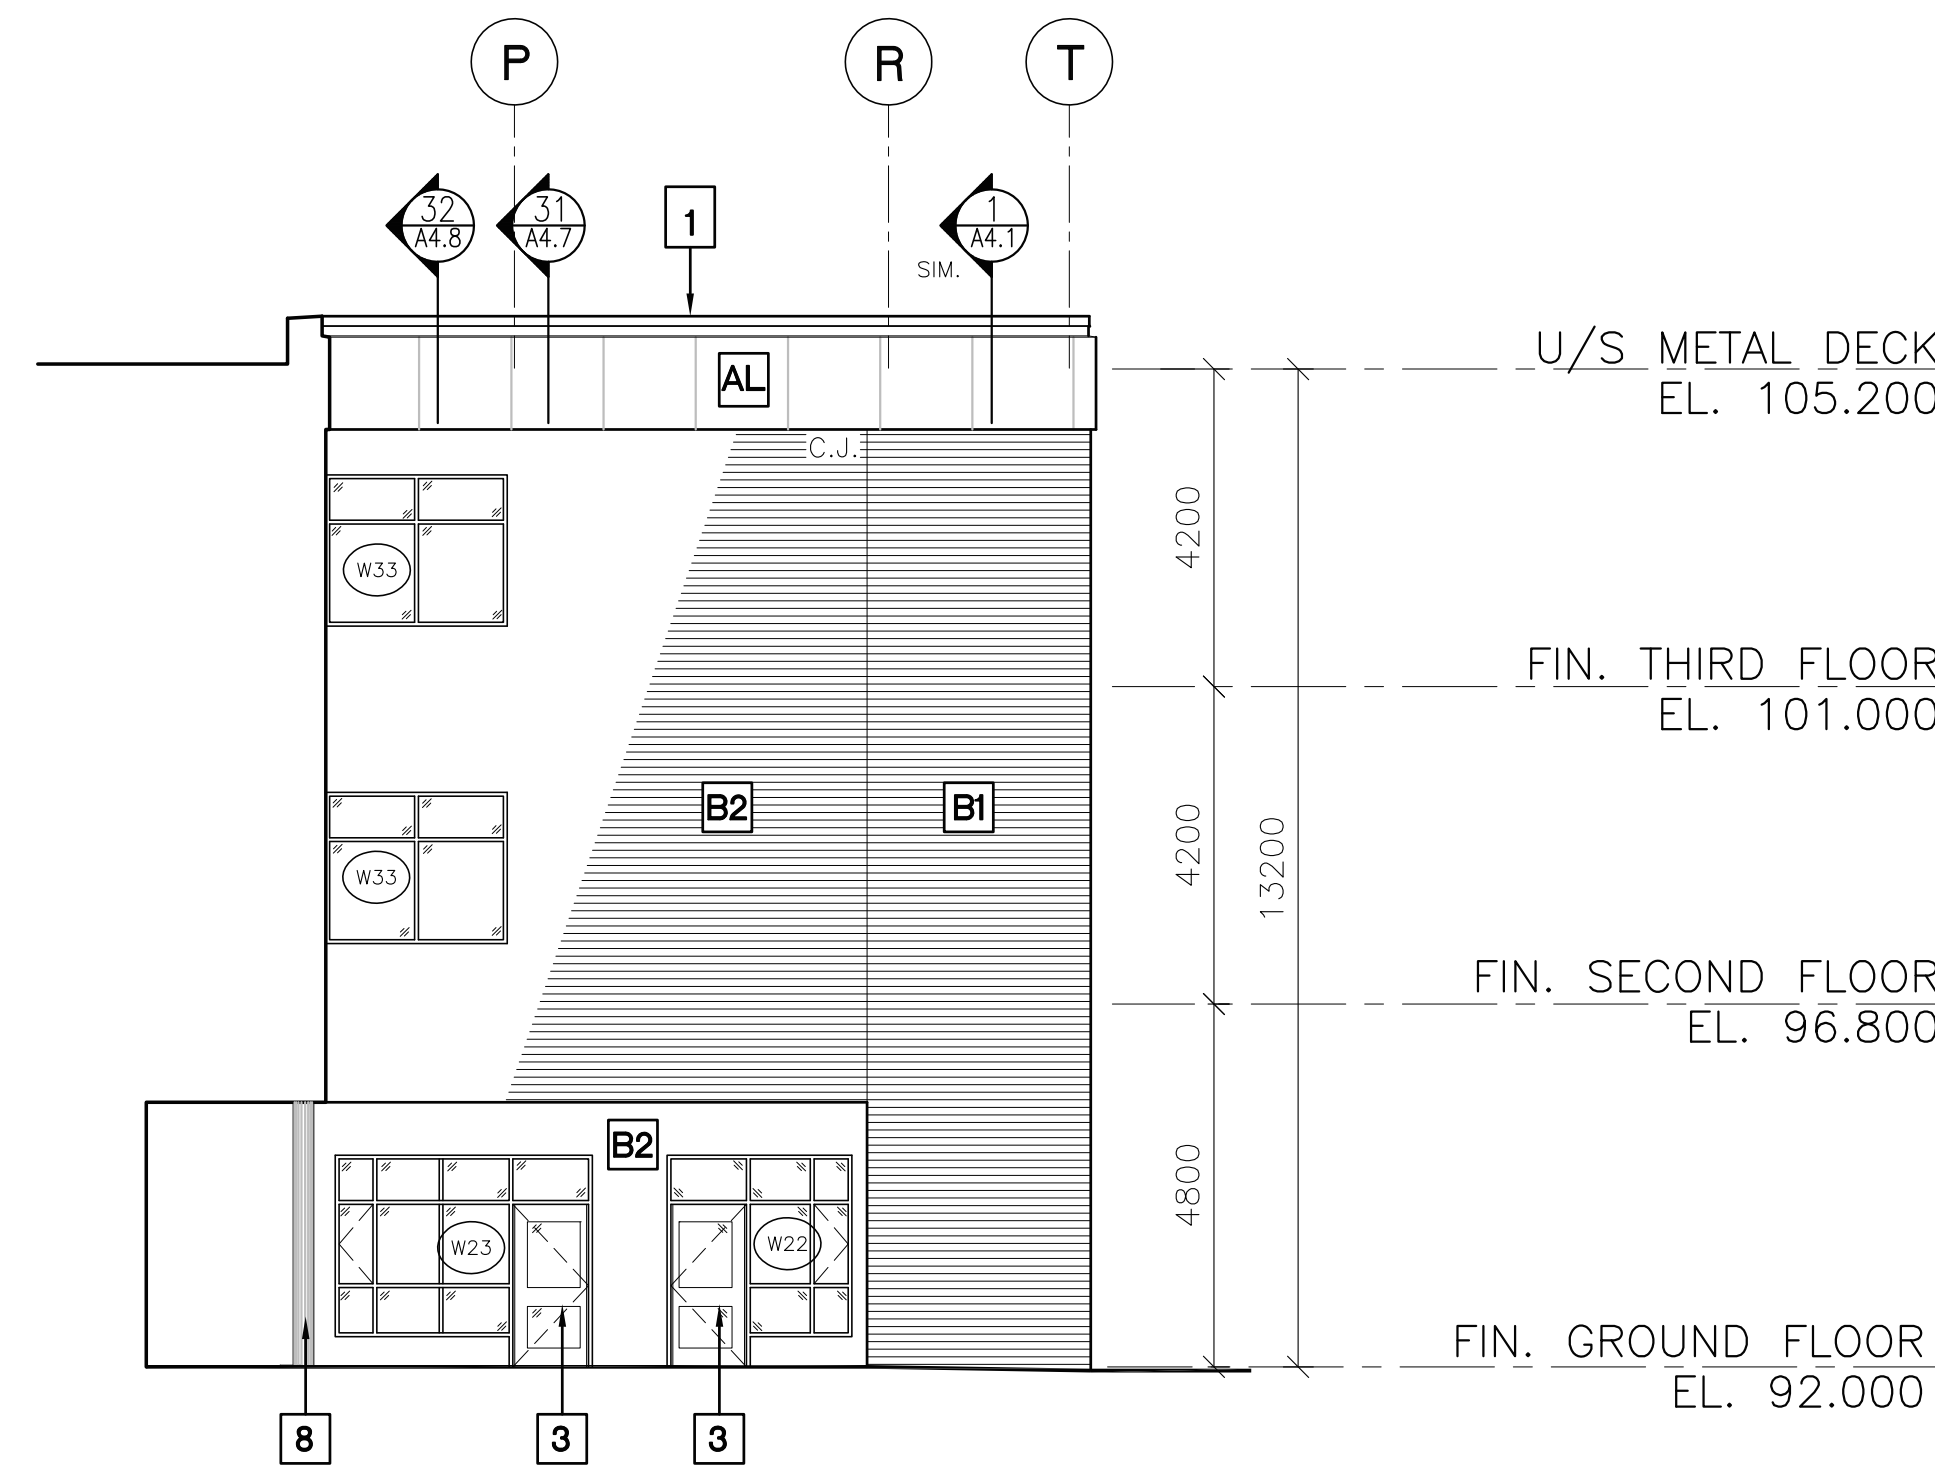 P R T
32 31 1
A4.8 A4.7 A4.1
1
SIM.
U/S METAL DECK
EL. 105.200
AL
C.J.
4200
W33
FIN. THIRD FLOOR
EL. 101.000
B2 B1
4200
13200
W33
FIN. SECOND FLOOR
EL. 96.800
B2
4800
W23 W22
FIN. GROUND FLOOR
EL. 92.000
8 3 3